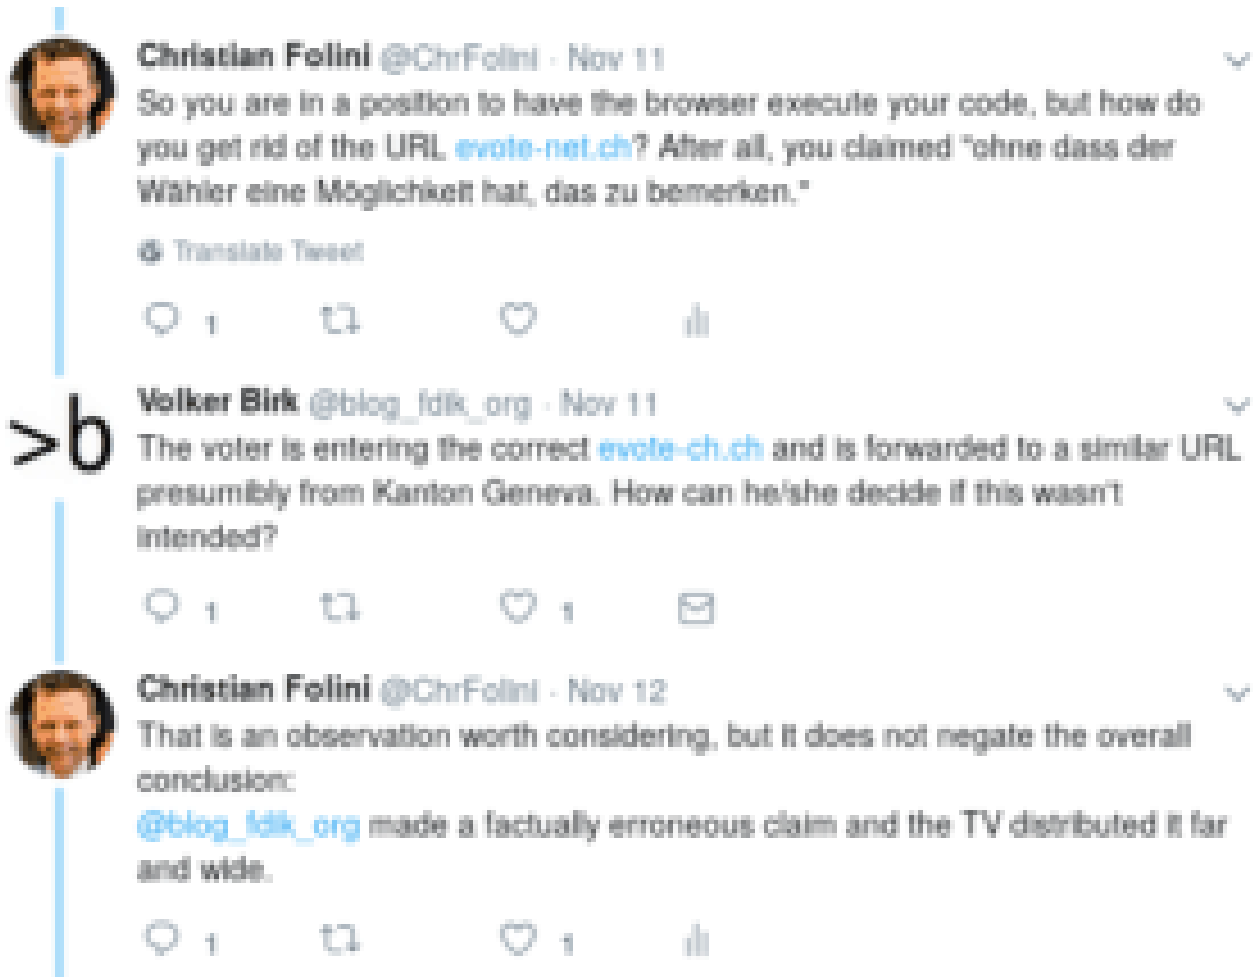 Christian Folini @ChrFolini · Nov 11
So you are in a position to have the browser execute your code, but how do
you get rid of the URL evote-net.ch? After all, you claimed "ohne dass der
Wähler eine Möglichkeit hat, das zu bemerken."
Translate Tweet
1
Volker Birk @blog_fdik_org · Nov 11
>b
The voter is entering the correct evote-ch.ch and is forwarded to a similar URL
presumibly from Kanton Geneva. How can he/she decide if this wasn't
intended?
1 1
Christian Folini @ChrFolini · Nov 12
That is an observation worth considering, but it does not negate the overall
conclusion:
@blog_fdik_org made a factually erroneous claim and the TV distributed it far
and wide.
1 1